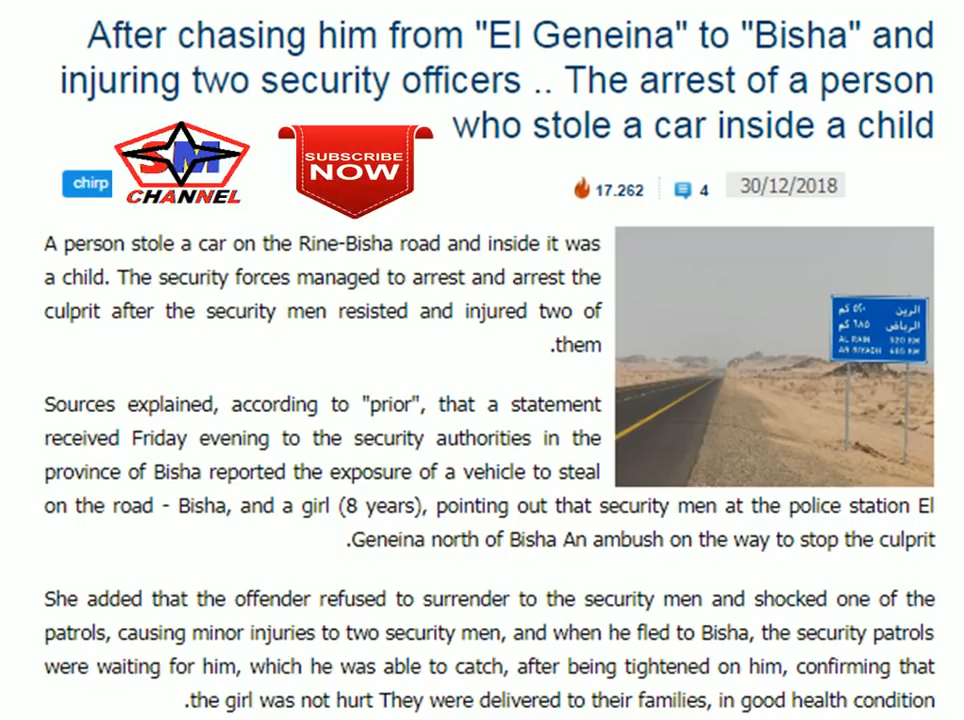 After chasing him from "El Geneina" to "Bisha" and
injuring two security officers .. The arrest of a person
who stole a car inside a child
SM
CHANNEL
SUBSCRIBE
NOW
chirp
17.262
4
30/12/2018
A person stole a car on the Rine-Bisha road and inside it was
a child. The security forces managed to arrest and arrest the
culprit after the security men resisted and injured two of
.them
الرين ٥٢٠ كم
الرياض ٦٨٥ كم
AL RAIN 520 KM
AR RIYADH 685 KM
Sources explained, according to "prior", that a statement
received Friday evening to the security authorities in the
province of Bisha reported the exposure of a vehicle to steal
on the road - Bisha, and a girl (8 years), pointing out that security men at the police station El
.Geneina north of Bisha An ambush on the way to stop the culprit
She added that the offender refused to surrender to the security men and shocked one of the
patrols, causing minor injuries to two security men, and when he fled to Bisha, the security patrols
were waiting for him, which he was able to catch, after being tightened on him, confirming that
.the girl was not hurt They were delivered to their families, in good health condition